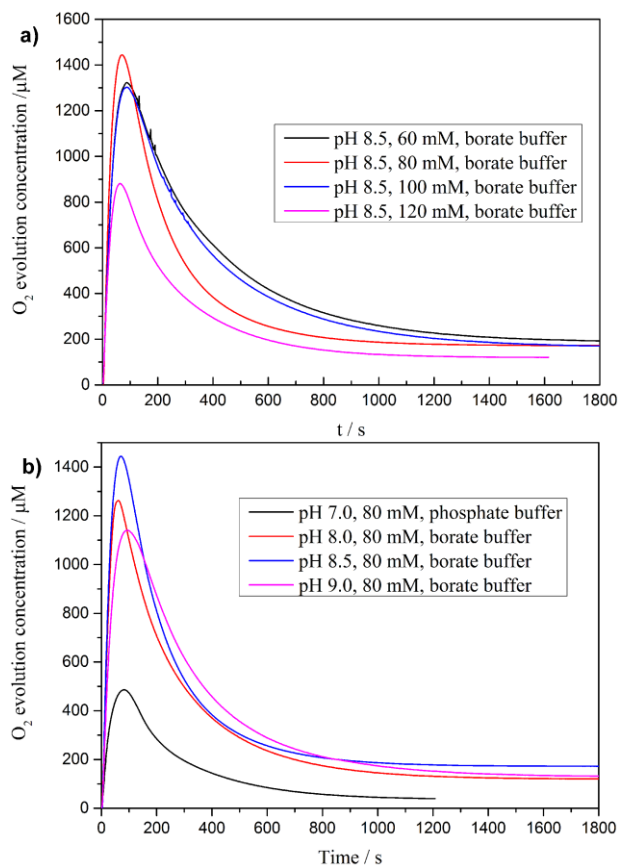 a)
1600
1400
1200
1000
800
600
400
200
0
O₂ evolution concentration /μM
pH 8.5, 60 mM, borate buffer
pH 8.5, 80 mM, borate buffer
pH 8.5, 100 mM, borate buffer
pH 8.5, 120 mM, borate buffer
0 200 400 600 800 1000 1200 1400 1600 1800
t / s
b)
1400
1200
1000
800
600
400
200
0
O₂ evolution concentration / μM
pH 7.0, 80 mM, phosphate buffer
pH 8.0, 80 mM, borate buffer
pH 8.5, 80 mM, borate buffer
pH 9.0, 80 mM, borate buffer
0 200 400 600 800 1000 1200 1400 1600 1800
Time / s